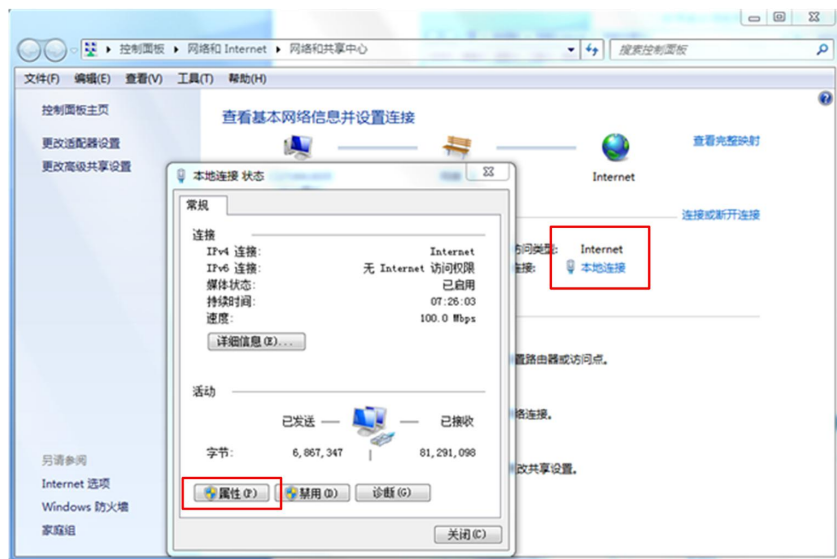 控制面板 ▸ 网络和 Internet ▸ 网络和共享中心
搜索控制面板
文件(F) 编辑(E) 查看(V) 工具(T) 帮助(H)
控制面板主页
更改适配器设置
更改高级共享设置
另请参阅
Internet 选项
Windows 防火墙
家庭组
查看基本网络信息并设置连接
查看完整映射
Internet
连接或断开连接
访问类型: Internet
连接: 本地连接
置路由器或访问点。
络连接。
改共享设置。
本地连接 状态
常规
连接
IPv4 连接: Internet
IPv6 连接: 无 Internet 访问权限
媒体状态: 已启用
持续时间: 07:26:03
速度: 100.0 Mbps
详细信息(E)...
活动
已发送 — — 已接收
字节: 6,867,347 | 81,291,098
属性(P) 禁用(D) 诊断(G)
关闭(C)